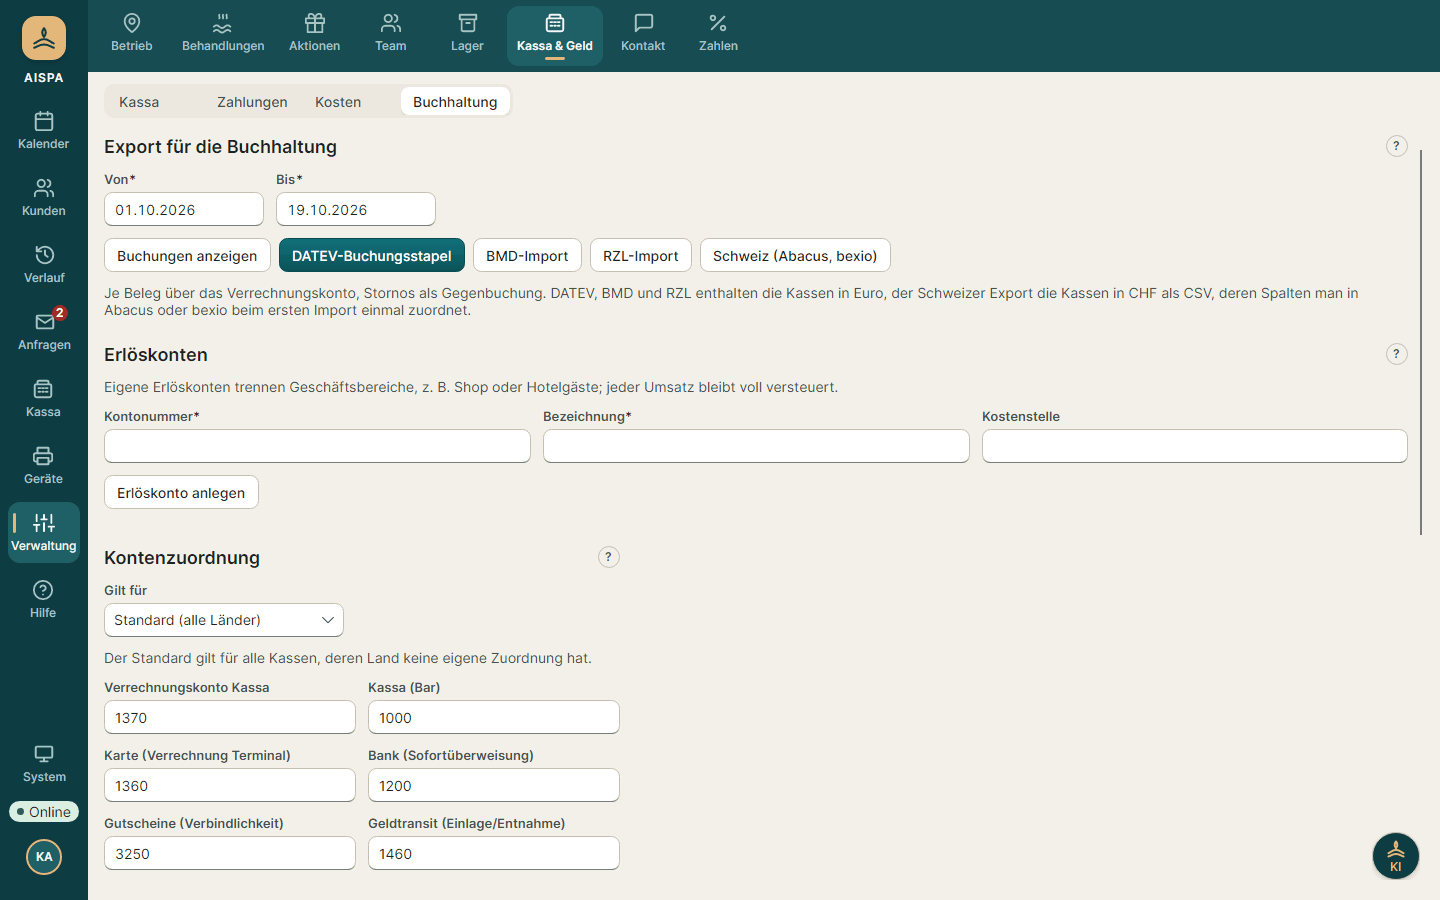 AISPA
Kalender
Kunden
Verlauf
2
Anfragen
Kassa
Geräte
Verwaltung
Hilfe
System
Online
KA
Betrieb
Behandlungen
Aktionen
Team
Lager
Kassa & Geld
Kontakt
Zahlen
Kassa
Zahlungen
Kosten
Buchhaltung
Export für die Buchhaltung
?
Von*
Bis*
01.10.2026
19.10.2026
Buchungen anzeigen
DATEV-Buchungsstapel
BMD-Import
RZL-Import
Schweiz (Abacus, bexio)
Je Beleg über das Verrechnungskonto, Stornos als Gegenbuchung. DATEV, BMD und RZL enthalten die Kassen in Euro, der Schweizer Export die Kassen in CHF als CSV, deren Spalten man in
Abacus oder bexio beim ersten Import einmal zuordnet.
Erlöskonten
?
Eigene Erlöskonten trennen Geschäftsbereiche, z. B. Shop oder Hotelgäste; jeder Umsatz bleibt voll versteuert.
Kontonummer*
Bezeichnung*
Kostenstelle
Erlöskonto anlegen
Kontenzuordnung
?
Gilt für
Standard (alle Länder)
Der Standard gilt für alle Kassen, deren Land keine eigene Zuordnung hat.
Verrechnungskonto Kassa
Kassa (Bar)
1370
1000
Karte (Verrechnung Terminal)
Bank (Sofortüberweisung)
1360
1200
Gutscheine (Verbindlichkeit)
Geldtransit (Einlage/Entnahme)
3250
1460
KI